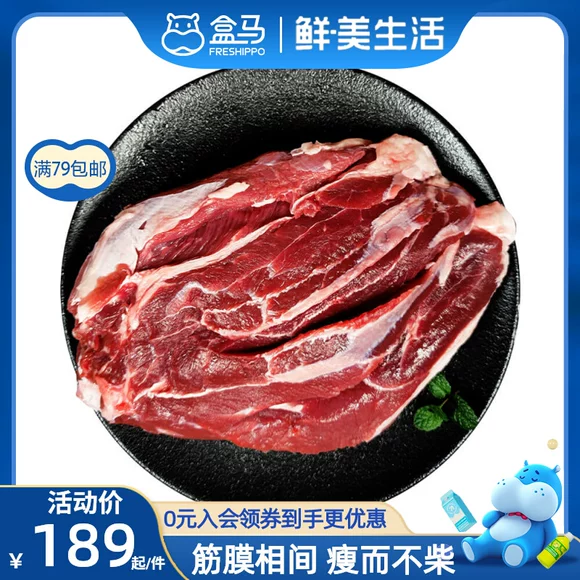 盒马 鲜·美生活
FRESHIPPO
满79包邮
活动价
¥189起/件
0元入会领券到手更优惠
筋膜相间 瘦而不柴